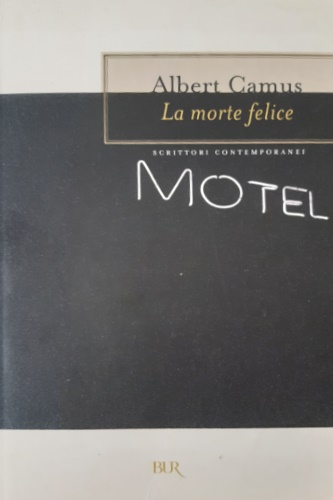 Albert Camus
La morte felice
SCRITTORI CONTEMPORANEI
MOTEL
BUR